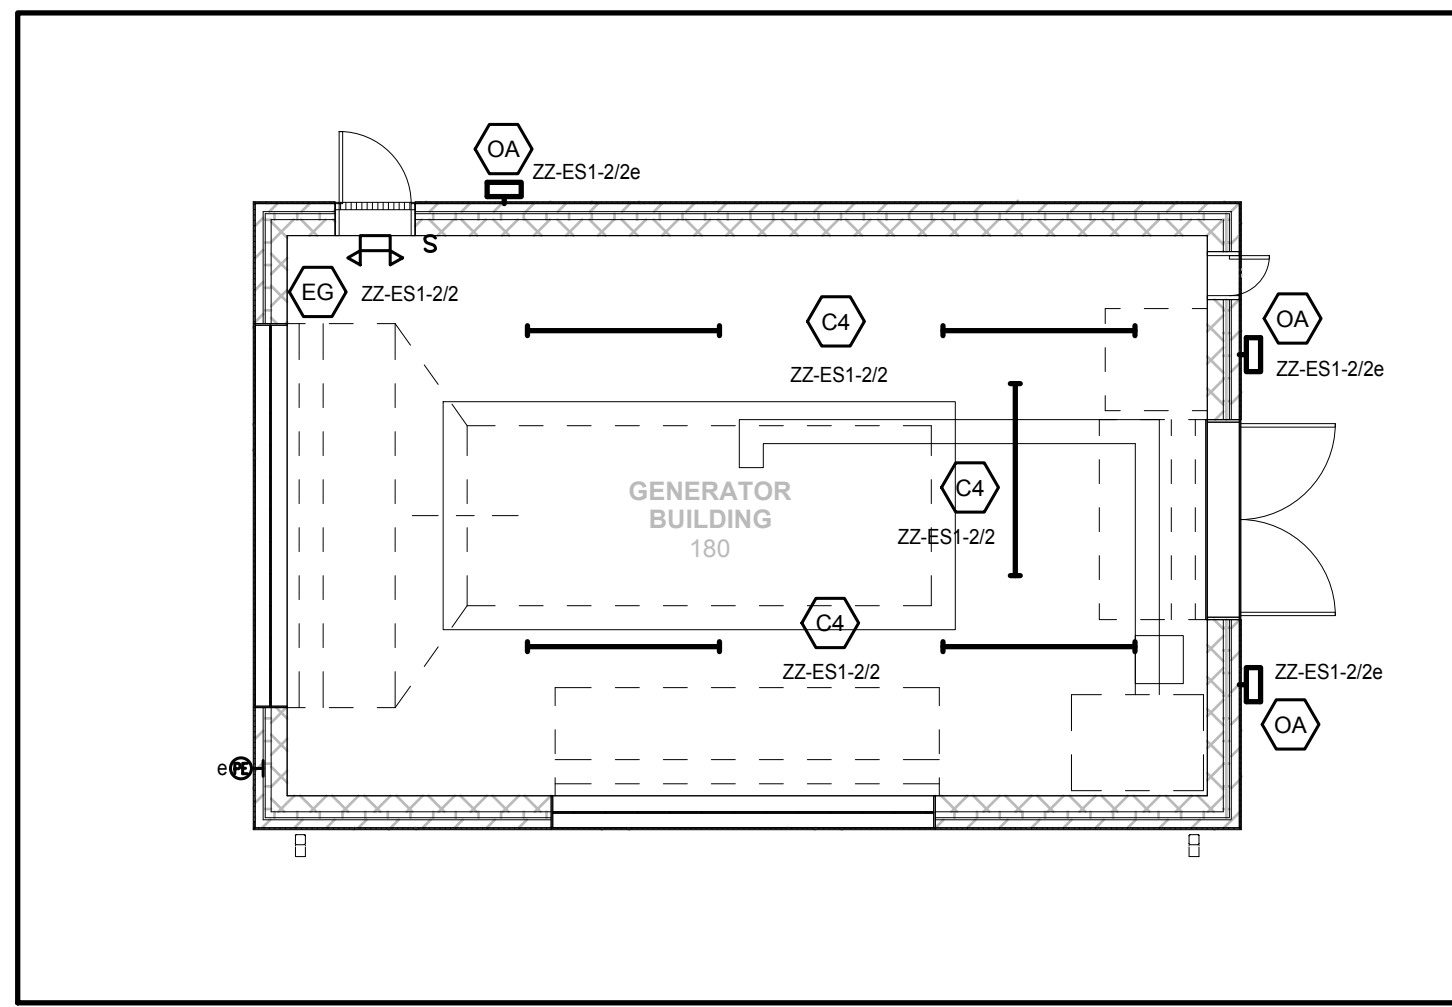 OA
ZZ-ES1-2/2e
S
EG
ZZ-ES1-2/2
C4
ZZ-ES1-2/2
OA
ZZ-ES1-2/2e
GENERATOR
BUILDING
180
C4
ZZ-ES1-2/2
C4
ZZ-ES1-2/2
ZZ-ES1-2/2e
OA
e PE